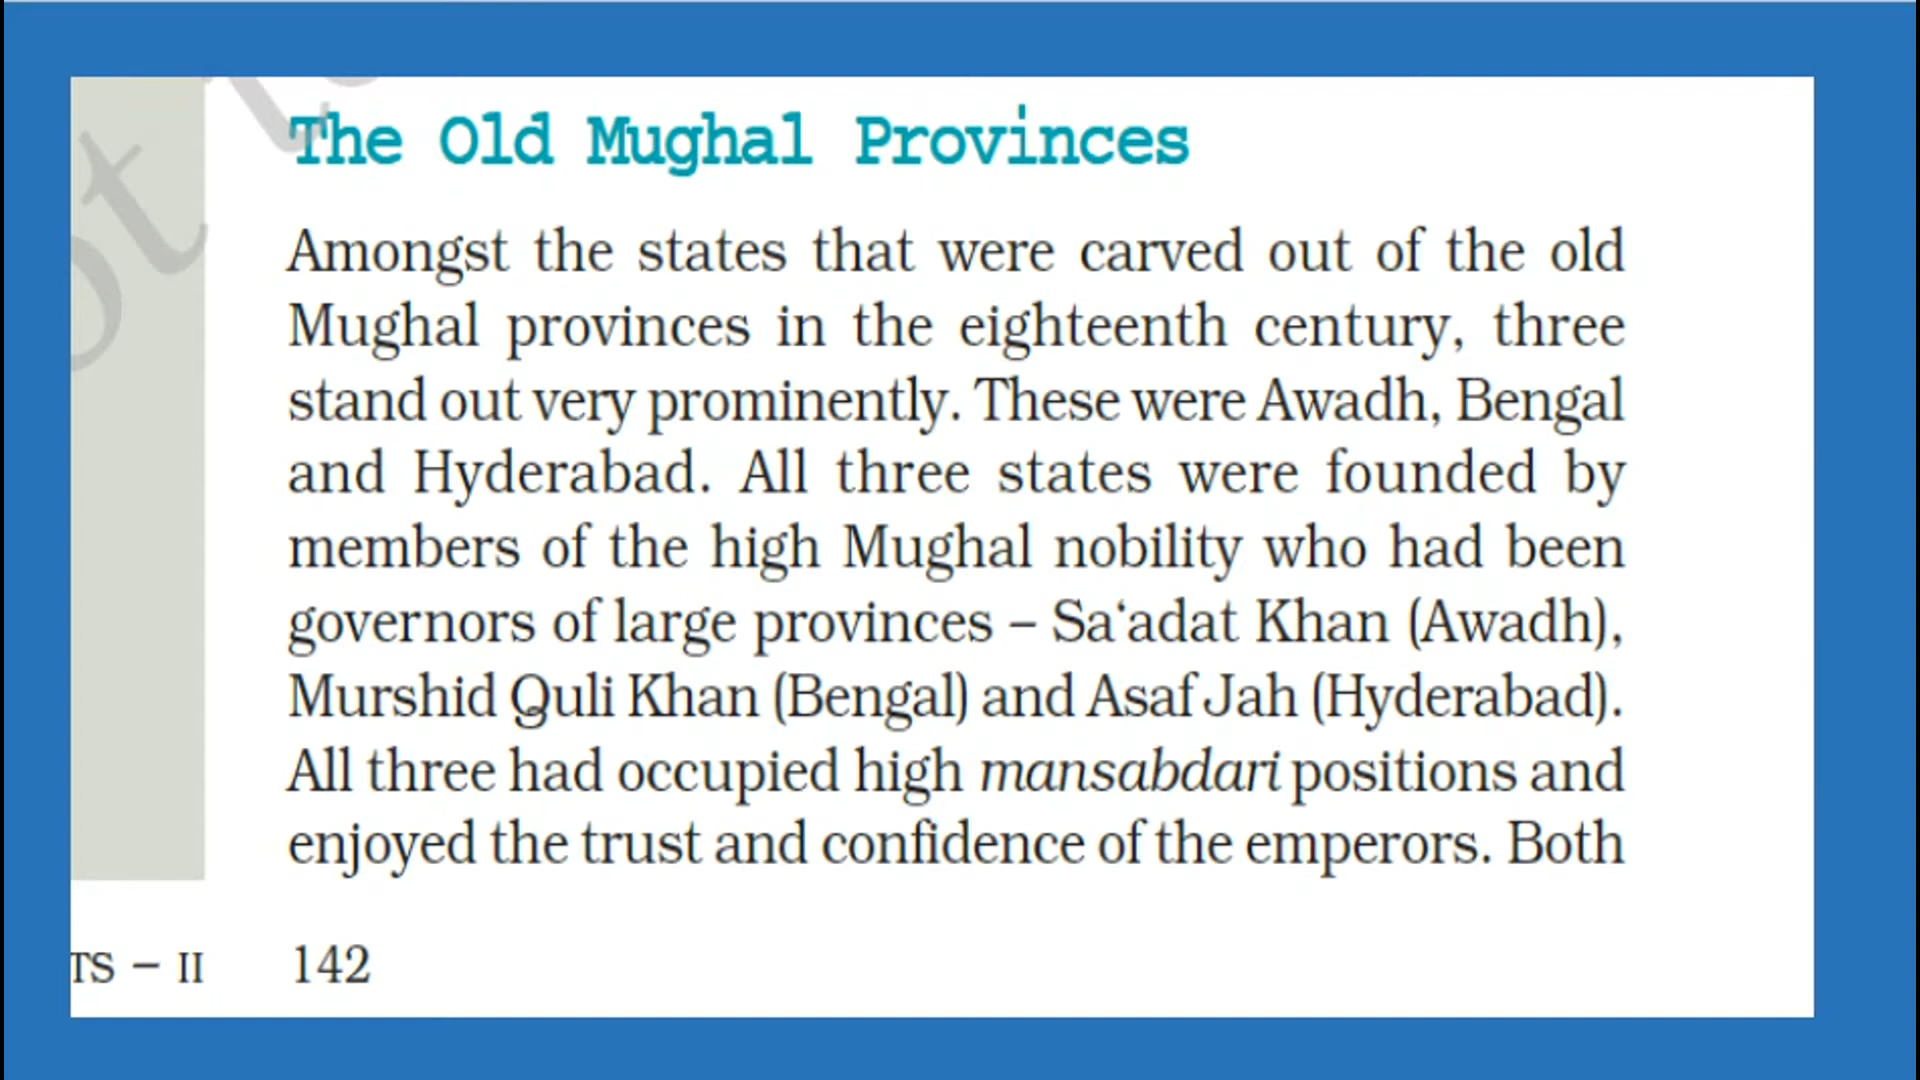 The Old Mughal Provinces
Amongst the states that were carved out of the old
Mughal provinces in the eighteenth century, three
stand out very prominently. These were Awadh, Bengal
and Hyderabad. All three states were founded by
members of the high Mughal nobility who had been
governors of large provinces – Sa‘adat Khan (Awadh),
Murshid Quli Khan (Bengal) and Asaf Jah (Hyderabad).
All three had occupied high mansabdari positions and
enjoyed the trust and confidence of the emperors. Both
TS – II 142